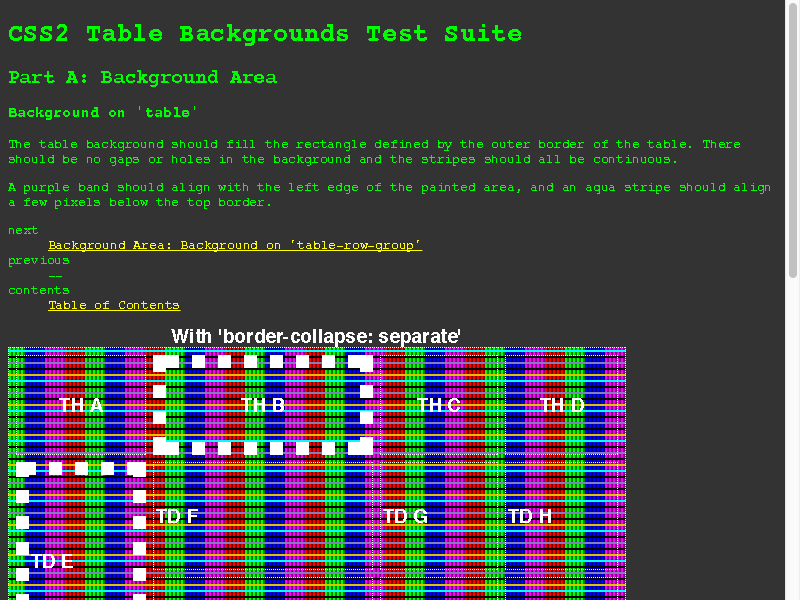 CSS2 Table Backgrounds Test Suite
Part A: Background Area
Background on 'table'
The table background should fill the rectangle defined by the outer border of the table. There
should be no gaps or holes in the background and the stripes should all be continuous.
A purple band should align with the left edge of the painted area, and an aqua stripe should align
a few pixels below the top border.
next
Background Area: Background on 'table-row-group'
previous
--
contents
Table of Contents
With 'border-collapse: separate'
TH A TH B TH C TH D
TD F TD G TD H
TD E